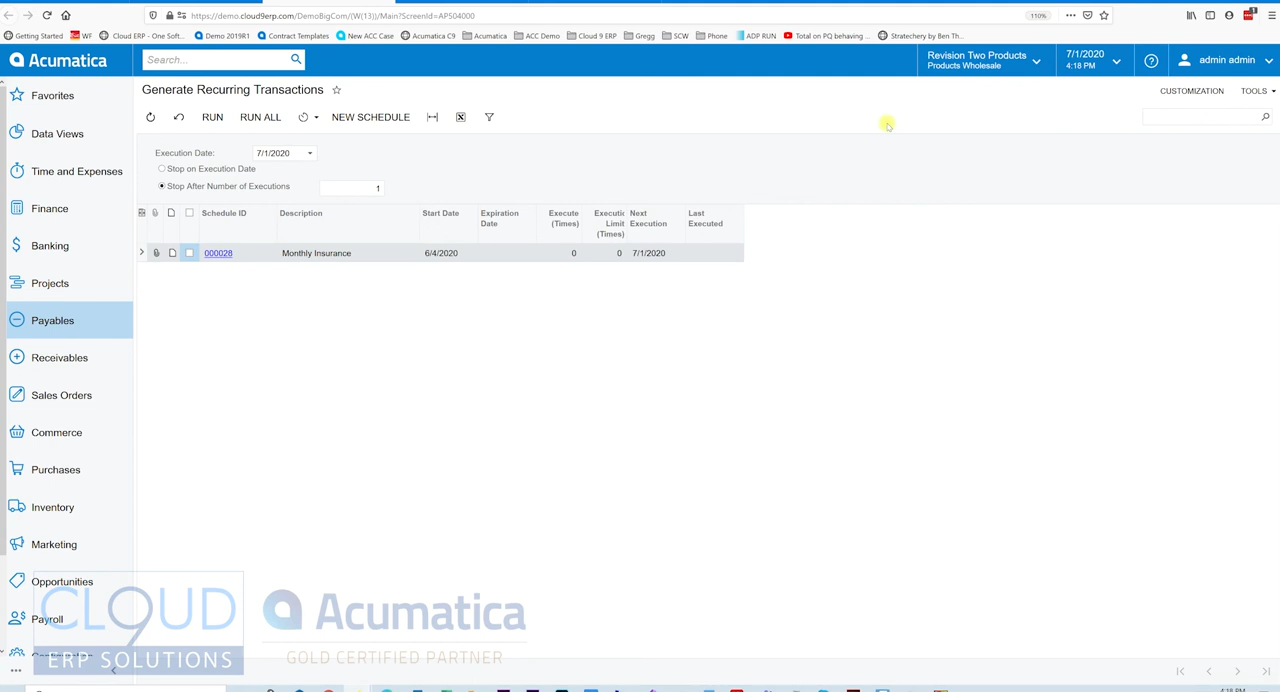 https://demo.cloud9erp.com/DemoBigCom/(W(13))/Main?ScreenId=AP504000
110%
Getting Started
WF
Cloud ERP - One Soft...
Demo 2019R1
Contract Templates
New ACC Case
Acumatica C9
Acumatica
ACC Demo
Cloud 9 ERP
Gregg
SCW
Phone
ADP RUN
Total on PQ behaving ...
Stratechery by Ben Th...
Acumatica
Search...
Revision Two Products
Products Wholesale
7/1/2020
4:18 PM
admin admin
Favorites
Data Views
Time and Expenses
Finance
Banking
Projects
Payables
Receivables
Sales Orders
Commerce
Purchases
Inventory
Marketing
Opportunities
Payroll
Generate Recurring Transactions
CUSTOMIZATION
TOOLS
RUN
RUN ALL
NEW SCHEDULE
Execution Date:
7/1/2020
Stop on Execution Date
Stop After Number of Executions
1
Schedule ID
Description
Start Date
Expiration
Date
Execute
(Times)
Executic
Limit
(Times)
Next
Execution
Last
Executed
000028
Monthly Insurance
6/4/2020
0
0
7/1/2020
CLOUD
9
ERP SOLUTIONS
Acumatica
GOLD CERTIFIED PARTNER
4:18 PM